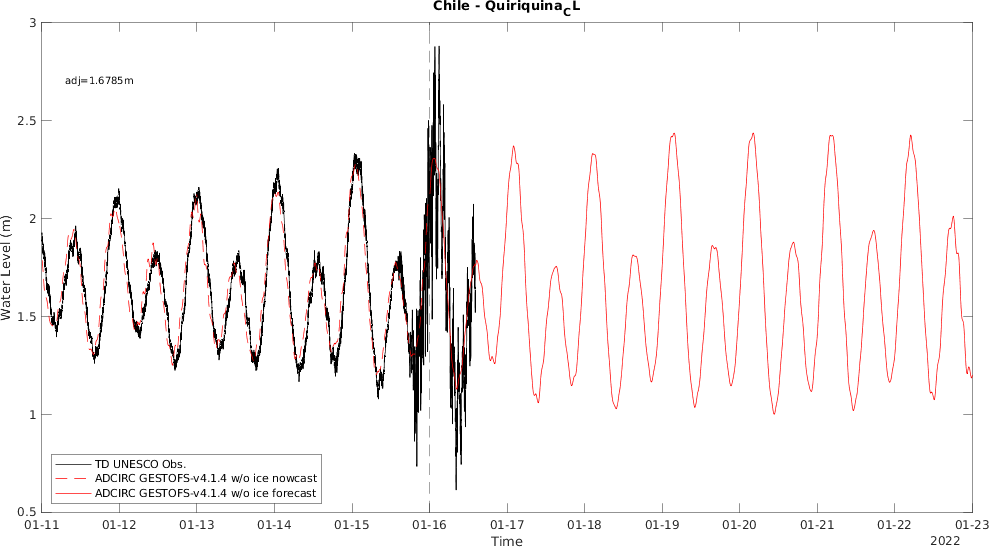 Chile - Quiriquina_CL
3
adj=1.6785m
2.5
2
Water Level (m)
1.5
1
TD UNESCO Obs.
ADCIRC GESTOFS-v4.1.4 w/o ice nowcast
ADCIRC GESTOFS-v4.1.4 w/o ice forecast
0.5
01-11 01-12 01-13 01-14 01-15 01-16 01-17 01-18 01-19 01-20 01-21 01-22 01-23
Time
2022